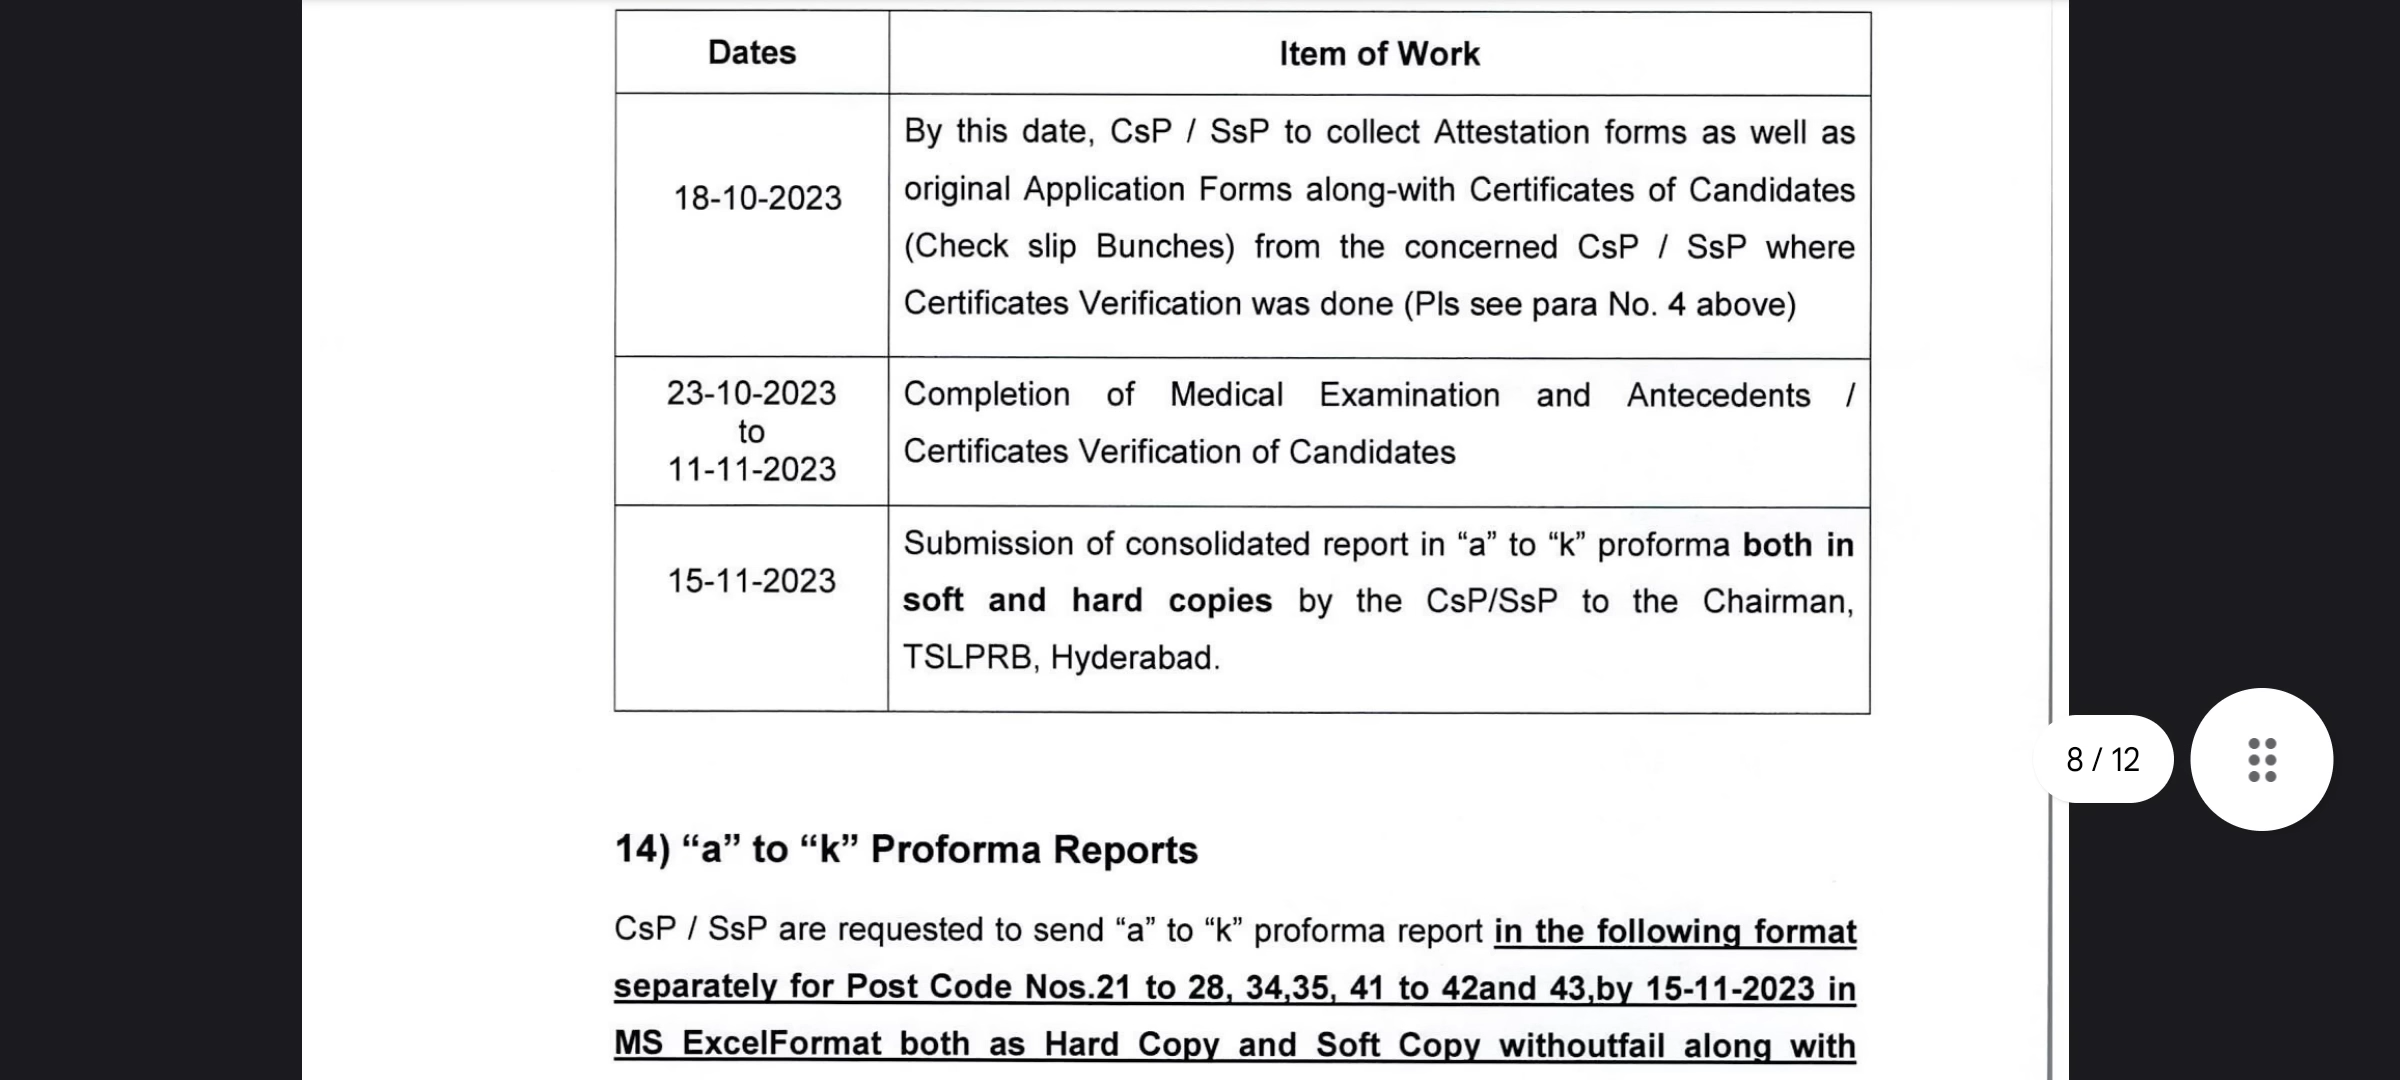 Dates
Item of Work
18-10-2023
By this date, CsP / SsP to collect Attestation forms as well as
original Application Forms along-with Certificates of Candidates
(Check slip Bunches) from the concerned CsP / SsP where
Certificates Verification was done (Pls see para No. 4 above)
23-10-2023
to
11-11-2023
Completion of Medical Examination and Antecedents /
Certificates Verification of Candidates
15-11-2023
Submission of consolidated report in “a” to “k” proforma both in
soft and hard copies by the CsP/SsP to the Chairman,
TSLPRB, Hyderabad.
8 / 12
14) “a” to “k” Proforma Reports
CsP / SsP are requested to send “a” to “k” proforma report in the following format
separately for Post Code Nos.21 to 28, 34,35, 41 to 42and 43,by 15-11-2023 in
MS ExcelFormat both as Hard Copy and Soft Copy withoutfail along with